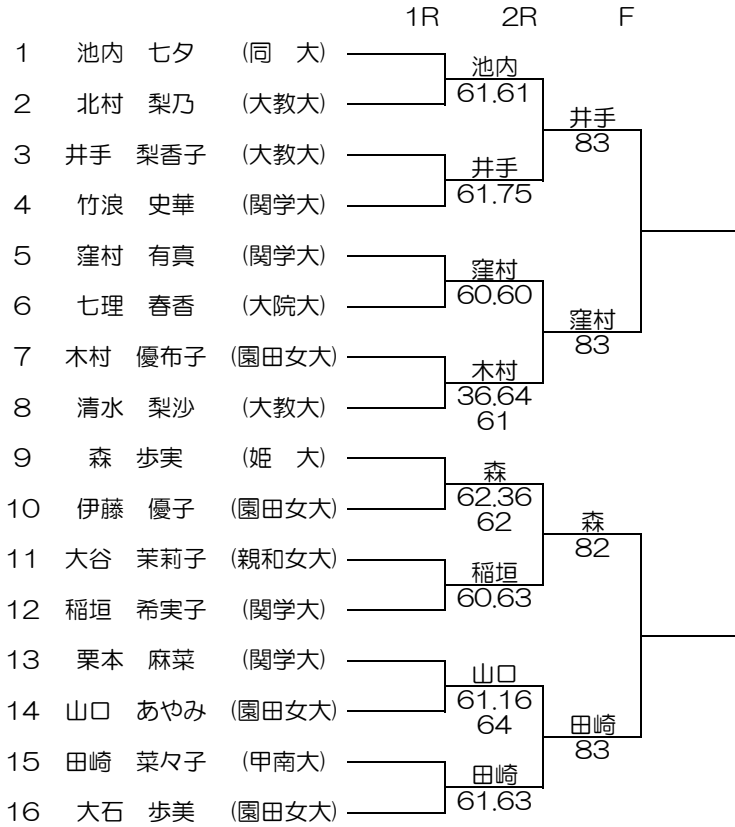 1R 2R F
1 池内 七夕 (同 大)
池内
61.61
2 北村 梨乃 (大教大)
井手
83
3 井手 梨香子 (大教大)
井手
61.75
4 竹浪 史華 (関学大)
5 窪村 有真 (関学大)
窪村
60.60
6 七理 春香 (大院大)
窪村
83
7 木村 優布子 (園田女大)
木村
36.64
61
8 清水 梨沙 (大教大)
9 森 歩実 (姫 大)
森
62.36
62
10 伊藤 優子 (園田女大)
森
82
11 大谷 茉莉子 (親和女大)
稲垣
60.63
12 稲垣 希実子 (関学大)
13 栗本 麻菜 (関学大)
山口
61.16
64
14 山口 あやみ (園田女大)
田崎
83
15 田崎 菜々子 (甲南大)
田崎
61.63
16 大石 歩美 (園田女大)